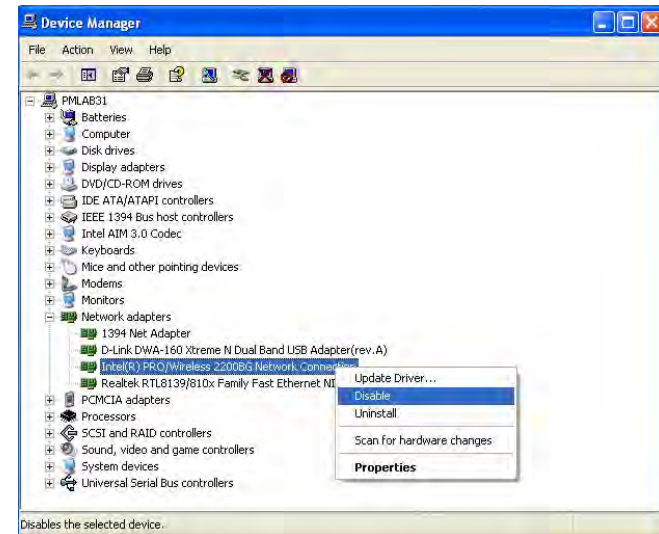 Device Manager
File Action View Help
PMLAB31
Batteries
Computer
Disk drives
Display adapters
DVD/CD-ROM drives
IDE ATA/ATAPI controllers
IEEE 1394 Bus host controllers
Intel AIM 3.0 Codec
Keyboards
Mice and other pointing devices
Modems
Monitors
Network adapters
1394 Net Adapter
D-Link DWA-160 Xtreme N Dual Band USB Adapter(rev.A)
Intel(R) PRO/Wireless 2200BG Network Connection
Realtek RTL8139/810x Family Fast Ethernet NI
PCMCIA adapters
Processors
SCSI and RAID controllers
Sound, video and game controllers
System devices
Universal Serial Bus controllers
Update Driver...
Disable
Uninstall
Scan for hardware changes
Properties
Disables the selected device.